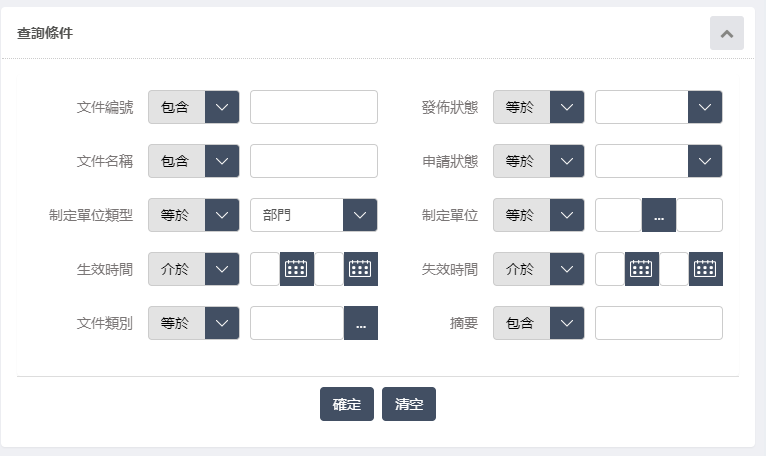 查詢條件
文件編號 包含 發佈狀態 等於
文件名稱 包含 申請狀態 等於
制定單位類型 等於 部門 制定單位 等於 ...
生效時間 介於 失效時間 介於
文件類別 等於 ... 摘要 包含
確定 清空